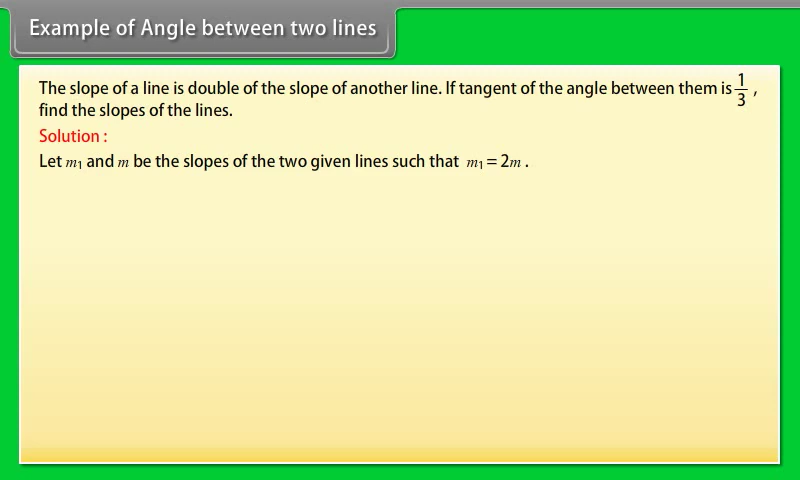 Example of Angle between two lines
The slope of a line is double of the slope of another line. If tangent of the angle between them is 1/3 ,
find the slopes of the lines.
Solution :
Let m₁ and m be the slopes of the two given lines such that m₁ = 2m .